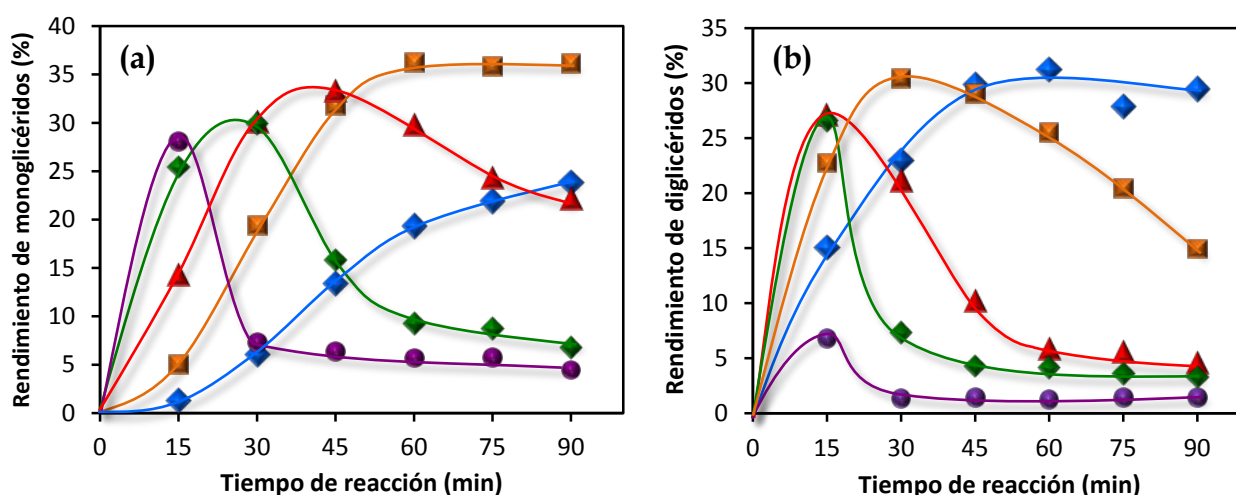 (a)
Rendimiento de monoglicéridos (%)
40
35
30
25
20
15
10
5
0
0 15 30 45 60 75 90
Tiempo de reacción (min)
(b)
Rendimiento de diglicéridos (%)
35
30
25
20
15
10
5
0
0 15 30 45 60 75 90
Tiempo de reacción (min)